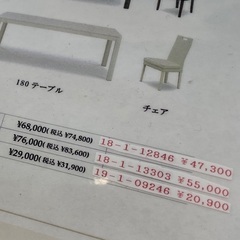 180 テーブル
チェア
¥68,000(税込 ¥74,800) 18-1-12846 ¥47,300
¥76,000(税込 ¥83,600) 18-1-13303 ¥55,000
¥29,000(税込 ¥31,900) 19-1-09246 ¥20,900